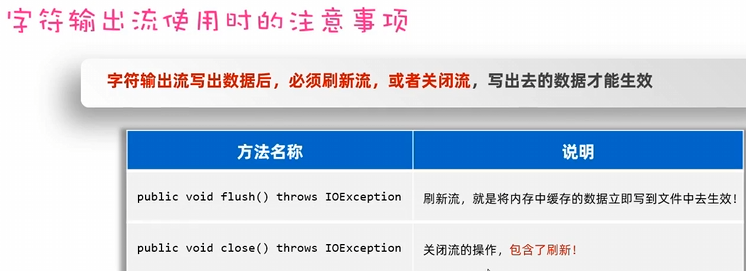 字符输出流使用时的注意事项
字符输出流写出数据后，必须刷新流，或者关闭流，写出去的数据才能生效
方法名称 说明
public void flush() throws IOException 刷新流，就是将内存中缓存的数据立即写到文件中去生效！
public void close() throws IOException 关闭流的操作，包含了刷新！